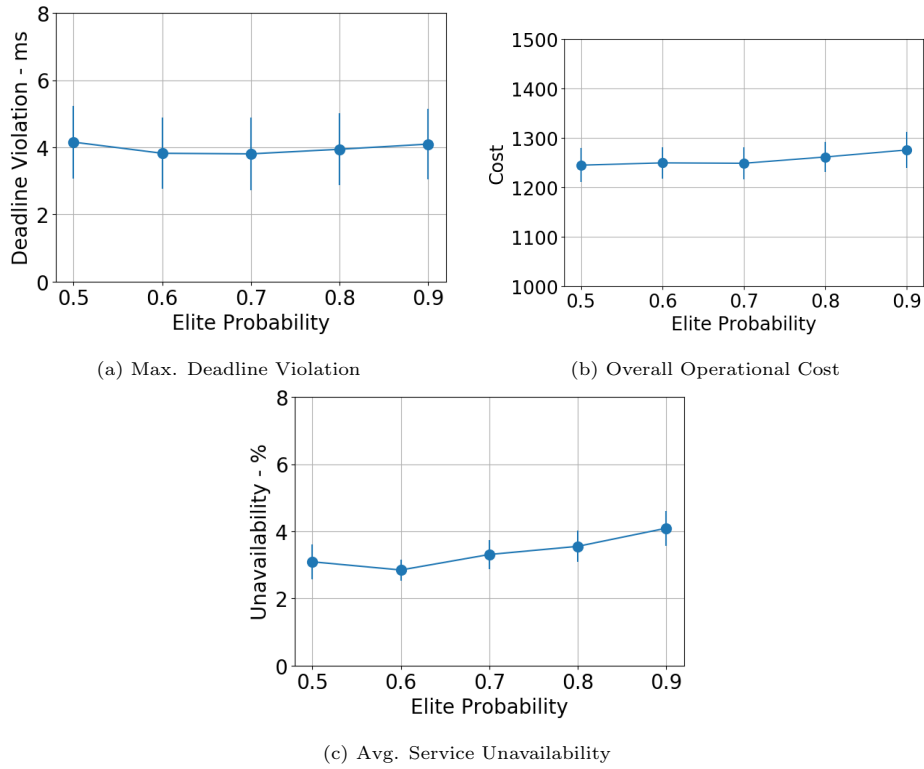 8
6
4
2
0
Deadline Violation - ms
0.5 0.6 0.7 0.8 0.9
Elite Probability
(a) Max. Deadline Violation
1500
1400
1300
1200
1100
1000
Cost
0.5 0.6 0.7 0.8 0.9
Elite Probability
(b) Overall Operational Cost
8
6
4
2
0
Unavailability - %
0.5 0.6 0.7 0.8 0.9
Elite Probability
(c) Avg. Service Unavailability